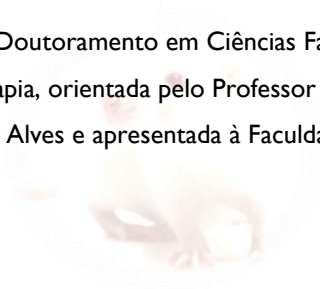 Doutoramento em Ciências Fa
apia, orientada pelo Professor
Alves e apresentada à Faculda